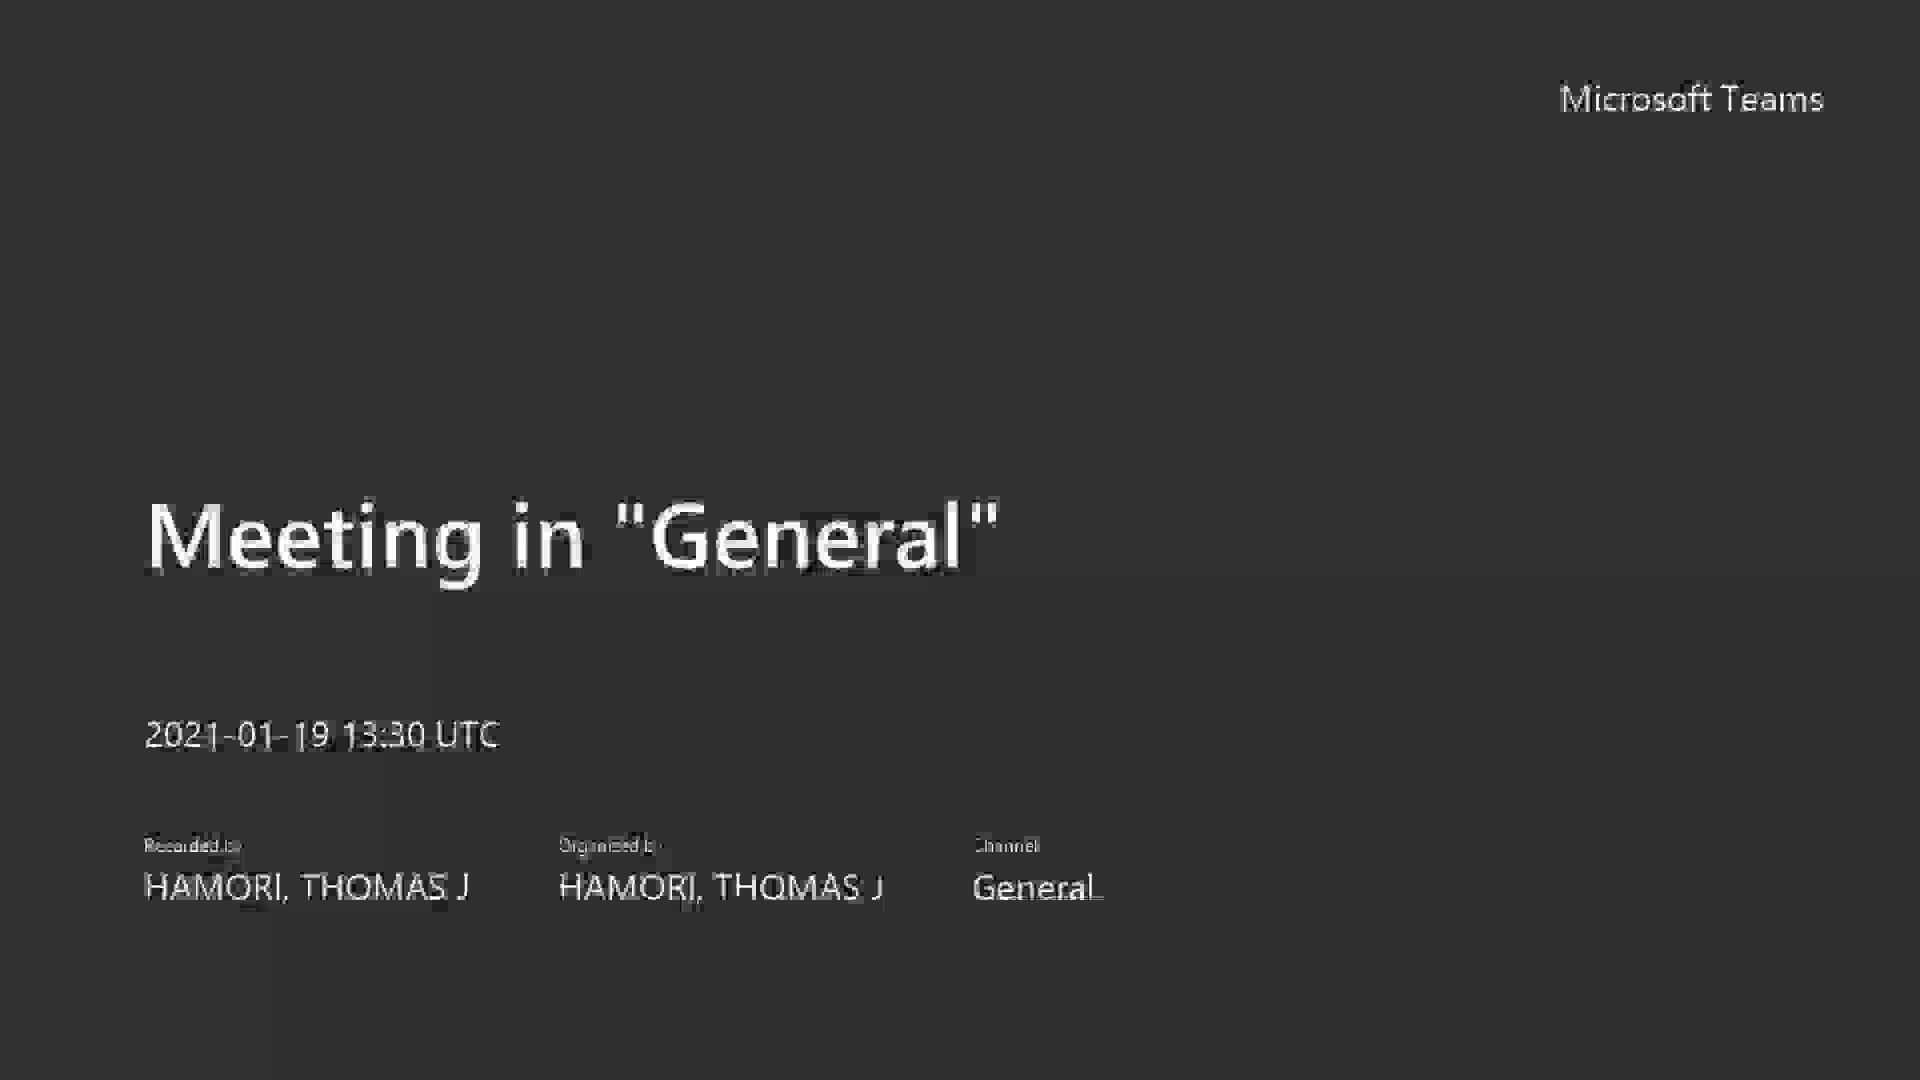 Microsoft Teams
Meeting in "General"
2021-01-19 13:30 UTC
Recorded by Organized by Channel
HAMORI, THOMAS J HAMORI, THOMAS J General